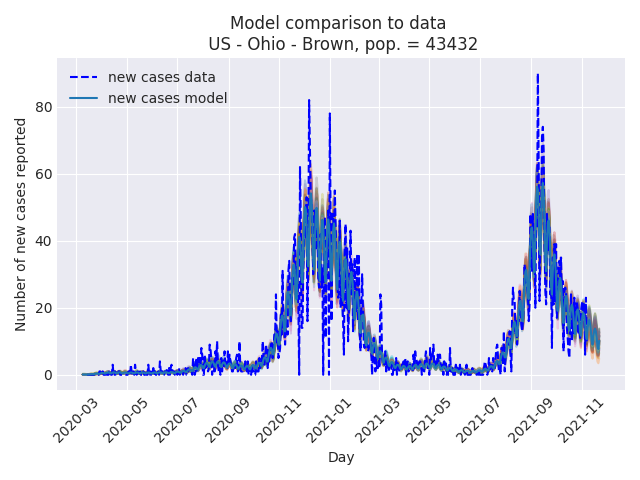 Model comparison to data
US - Ohio - Brown, pop. = 43432
new cases data
new cases model
Number of new cases reported
80
60
40
20
0
2020-03
2020-05
2020-07
2020-09
2020-11
2021-01
2021-03
2021-05
2021-07
2021-09
2021-11
Day